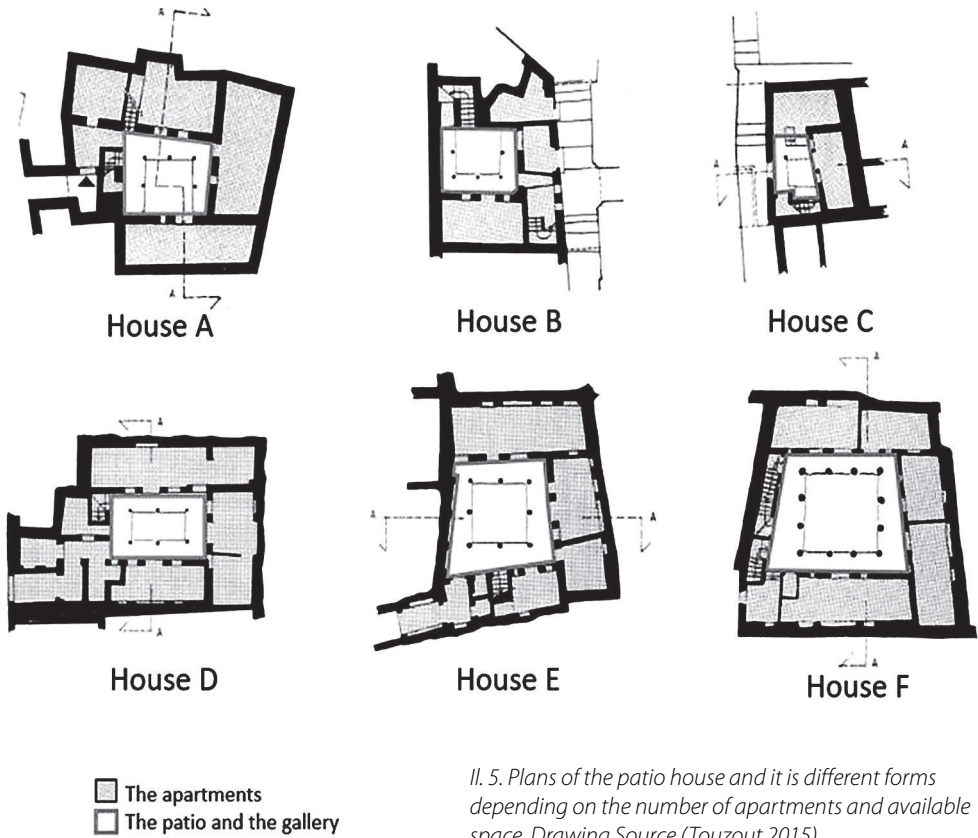 A
A
House A
House B
A
A
House C
A
A
House D
A
A
House E
A
A
House F
The apartments
The patio and the gallery
Il. 5. Plans of the patio house and it is different forms
depending on the number of apartments and available
space. Drawing Source (Touzout 2015)